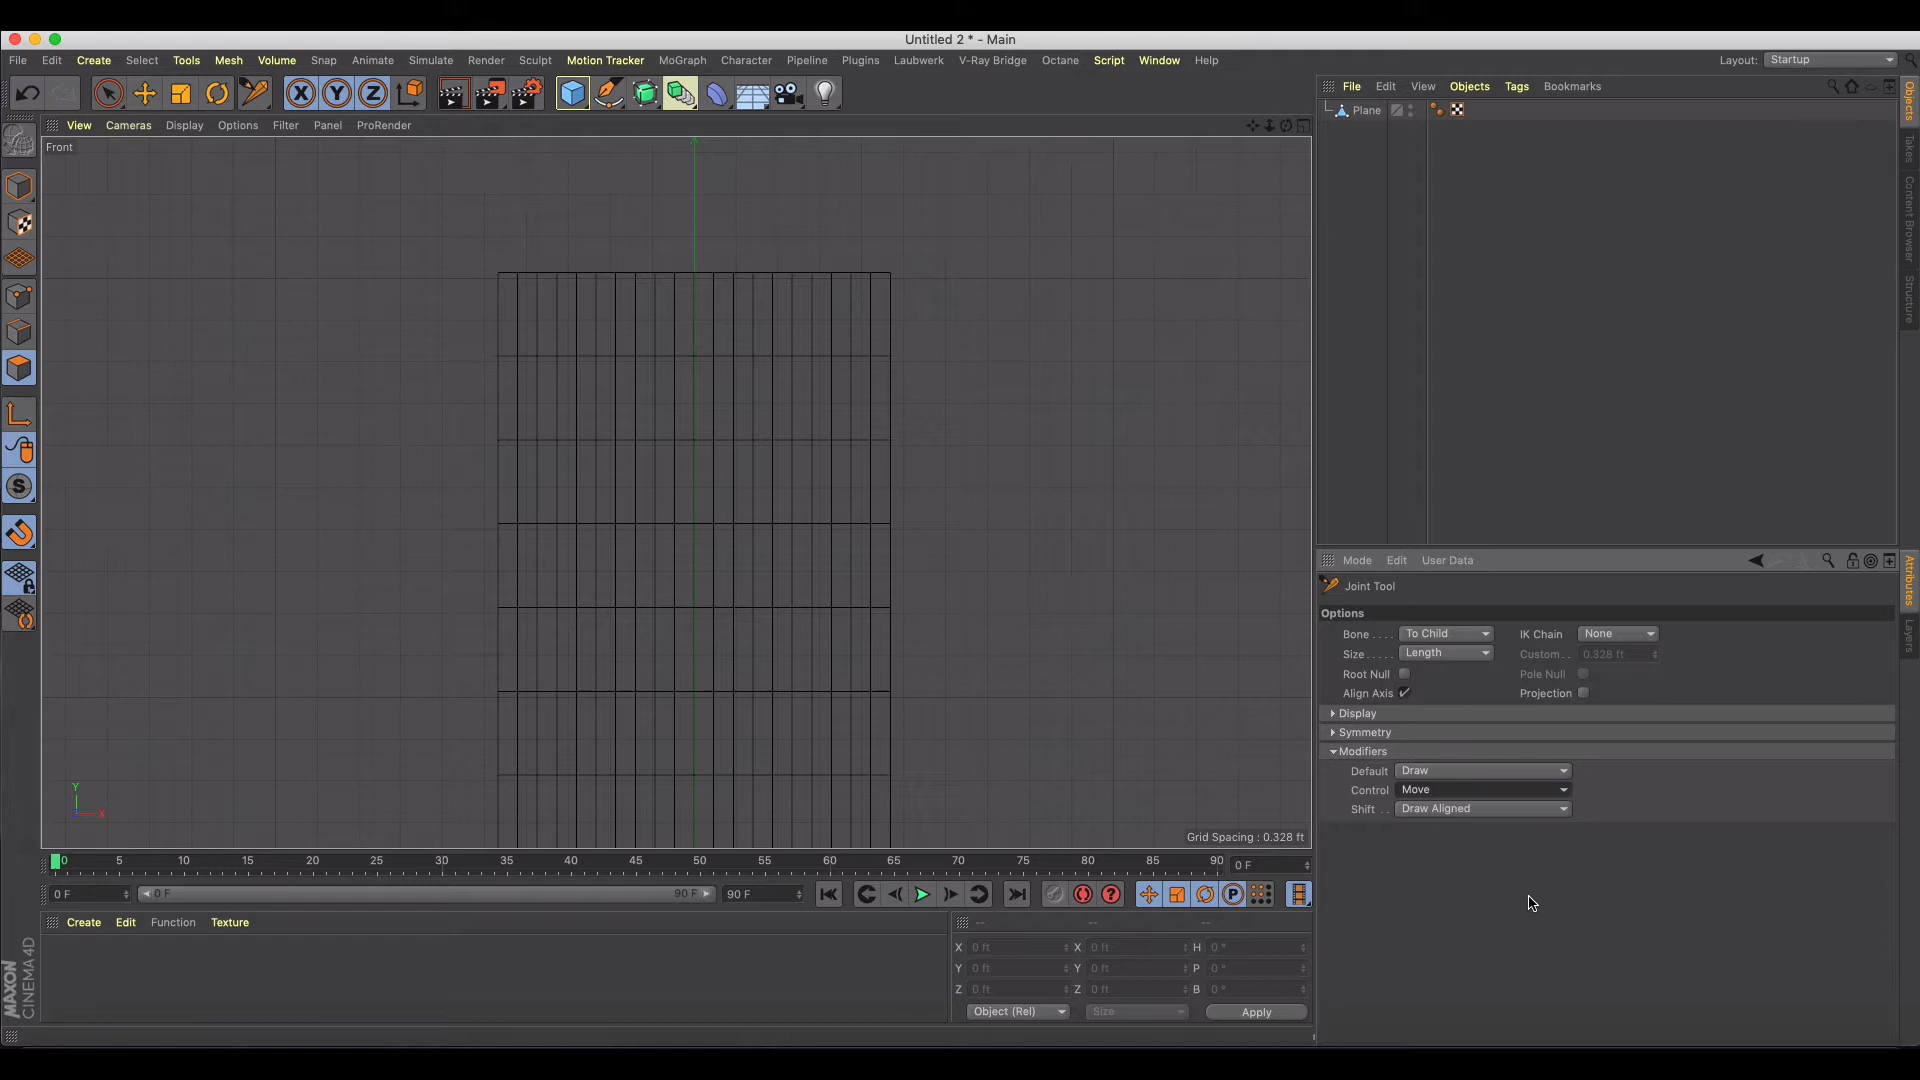 Untitled 2 * - Main
File Edit Create Select Tools Mesh Volume Snap Animate Simulate Render Sculpt Motion Tracker MoGraph Character Pipeline Plugins Laubwerk V-Ray Bridge Octane Script Window Help Layout: Startup
X Y Z
File Edit View Objects Tags Bookmarks
Objects
Takes
Content Browser
Structure
Plane
View Cameras Display Options Filter Panel ProRender
Front
S
Mode Edit User Data
Attributes
Layers
Joint Tool
Options
Bone .... To Child IK Chain None
Size ..... Length Custom .. 0.328 ft
Root Null Pole Null
Align Axis Projection
Display
Symmetry
Modifiers
Default Draw
Control Move
Shift .. Draw Aligned
Y
X
Grid Spacing : 0.328 ft
0 5 10 15 20 25 30 35 40 45 50 55 60 65 70 75 80 85 90 0 F
0 F 0 F 90 F 90 F ? P
Create Edit Function Texture -- -- --
X 0 ft X 0 ft H 0 °
Y 0 ft Y 0 ft P 0 °
Z 0 ft Z 0 ft B 0 °
Object (Rel) Size Apply
MAXON
CINEMA 4D